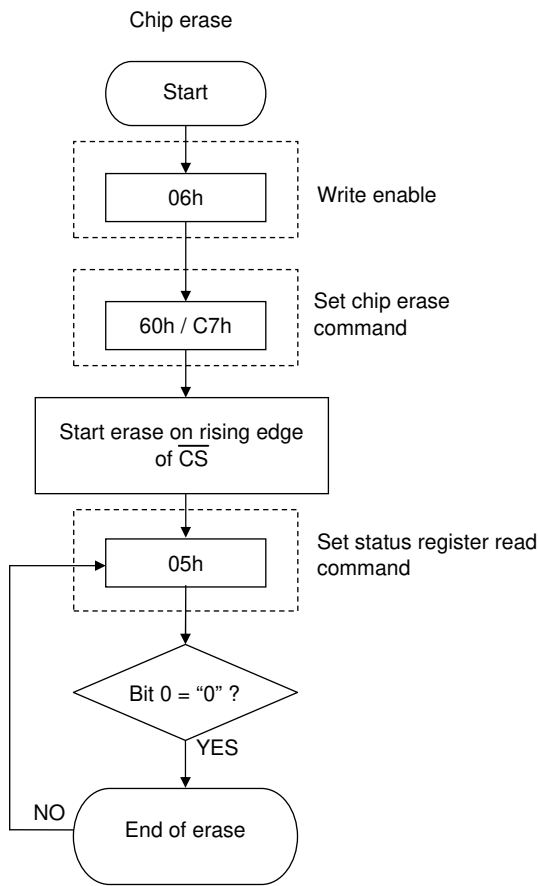 Chip erase
Start
06h
Write enable
60h / C7h
Set chip erase
command
Start erase on rising edge
of C̅S̅
05h
Set status register read
command
Bit 0 = “0” ?
YES
NO
End of erase